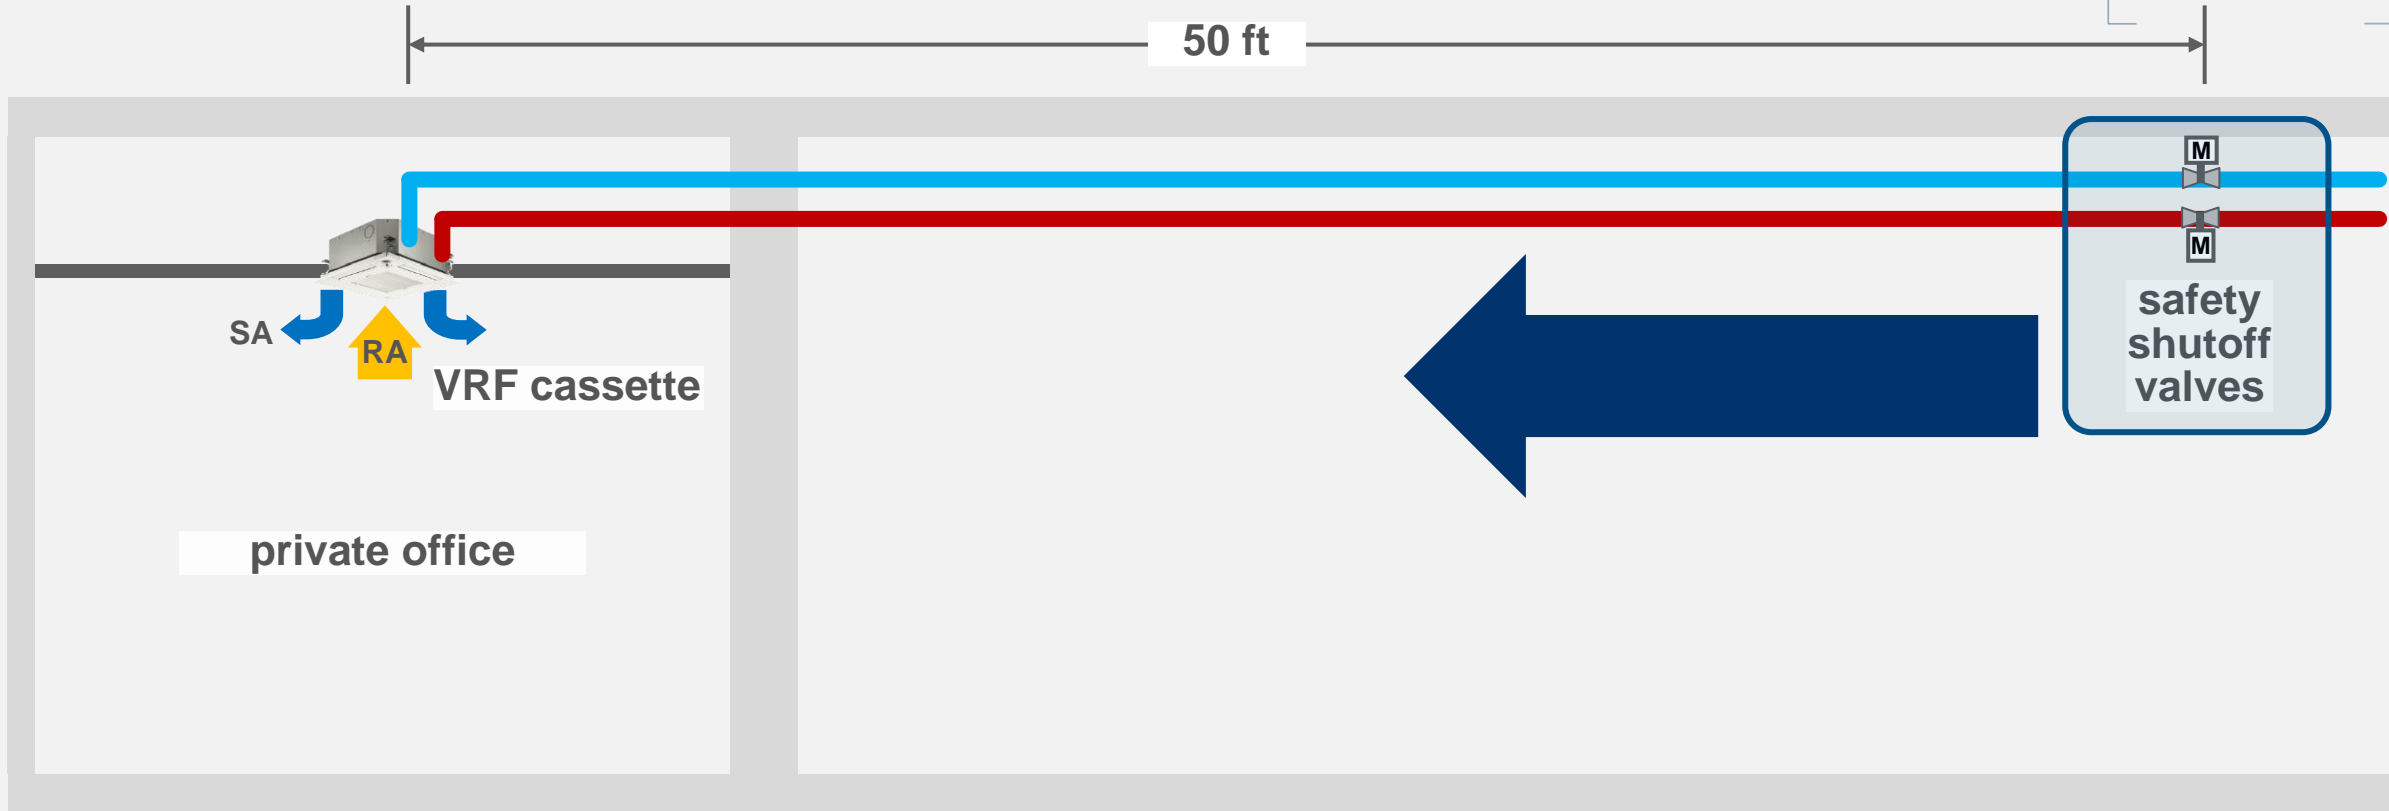 50 ft
M
M
safety
shutoff
valves
SA
RA
VRF cassette
private office